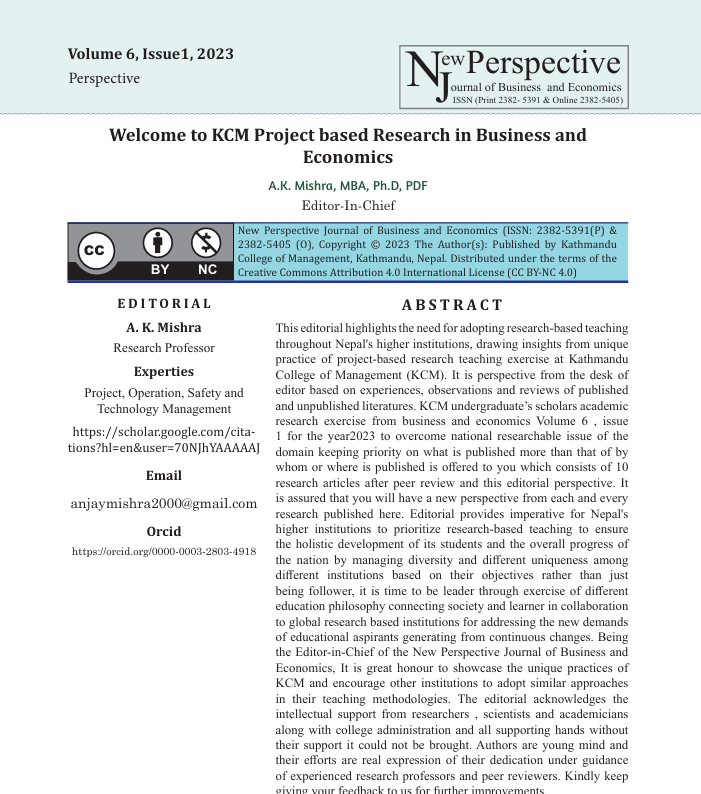 Volume 6, Issue1, 2023
Perspective
New Perspective
Journal of Business and Economics
ISSN (Print 2382- 5391 & Online 2382-5405)
Welcome to KCM Project based Research in Business and
Economics
A.K. Mishra, MBA, Ph.D, PDF
Editor-In-Chief
cc
BY NC
New Perspective Journal of Business and Economics (ISSN: 2382-5391(P) &
2382-5405 (O), Copyright © 2023 The Author(s): Published by Kathmandu
College of Management, Kathmandu, Nepal. Distributed under the terms of the
Creative Commons Attribution 4.0 International License (CC BY-NC 4.0)
EDITORIAL
A. K. Mishra
Research Professor
Experties
Project, Operation, Safety and
Technology Management
https://scholar.google.com/cita-
tions?hl=en&user=70NJhYAAAAAJ
Email
anjaymishra2000@gmail.com
Orcid
https://orcid.org/0000-0003-2803-4918
ABSTRACT
This editorial highlights the need for adopting research-based teaching
throughout Nepal's higher institutions, drawing insights from unique
practice of project-based research teaching exercise at Kathmandu
College of Management (KCM). It is perspective from the desk of
editor based on experiences, observations and reviews of published
and unpublished literatures. KCM undergraduate’s scholars academic
research exercise from business and economics Volume 6 , issue
1 for the year2023 to overcome national researchable issue of the
domain keeping priority on what is published more than that of by
whom or where is published is offered to you which consists of 10
research articles after peer review and this editorial perspective. It
is assured that you will have a new perspective from each and every
research published here. Editorial provides imperative for Nepal's
higher institutions to prioritize research-based teaching to ensure
the holistic development of its students and the overall progress of
the nation by managing diversity and different uniqueness among
different institutions based on their objectives rather than just
being follower, it is time to be leader through exercise of different
education philosophy connecting society and learner in collaboration
to global research based institutions for addressing the new demands
of educational aspirants generating from continuous changes. Being
the Editor-in-Chief of the New Perspective Journal of Business and
Economics, It is great honour to showcase the unique practices of
KCM and encourage other institutions to adopt similar approaches
in their teaching methodologies. The editorial acknowledges the
intellectual support from researchers , scientists and academicians
along with college administration and all supporting hands without
their support it could not be brought. Authors are young mind and
their efforts are real expression of their dedication under guidance
of experienced research professors and peer reviewers. Kindly keep
giving your feedback to us for further improvements.